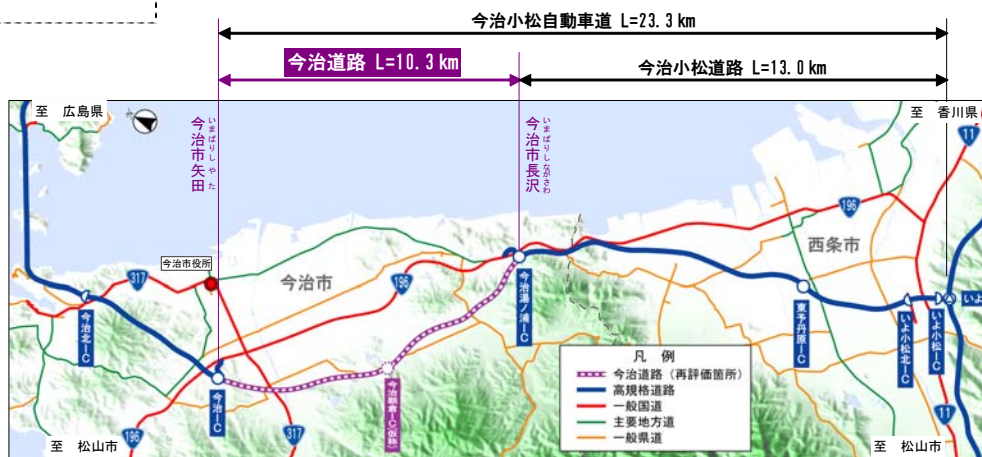 今治小松自動車道 L=23.3km
今治道路 L=10.3km
今治小松道路 L=13.0km
至 広島県
至 香川県
いまばりしやた
今治市矢田
いまばりしながさわ
今治市長沢
11
196
317
今治市役所
今治市
196
西条市
今治北IC
今治湯ノ浦IC
東予丹原IC
いよ小松北IC
いよ小松IC
いよ
今治IC
今治朝倉IC(仮称)
凡 例
今治道路 (再評価箇所)
高規格道路
一般国道
主要地方道
一般県道
至 松山市
196
317
至 松山市
11